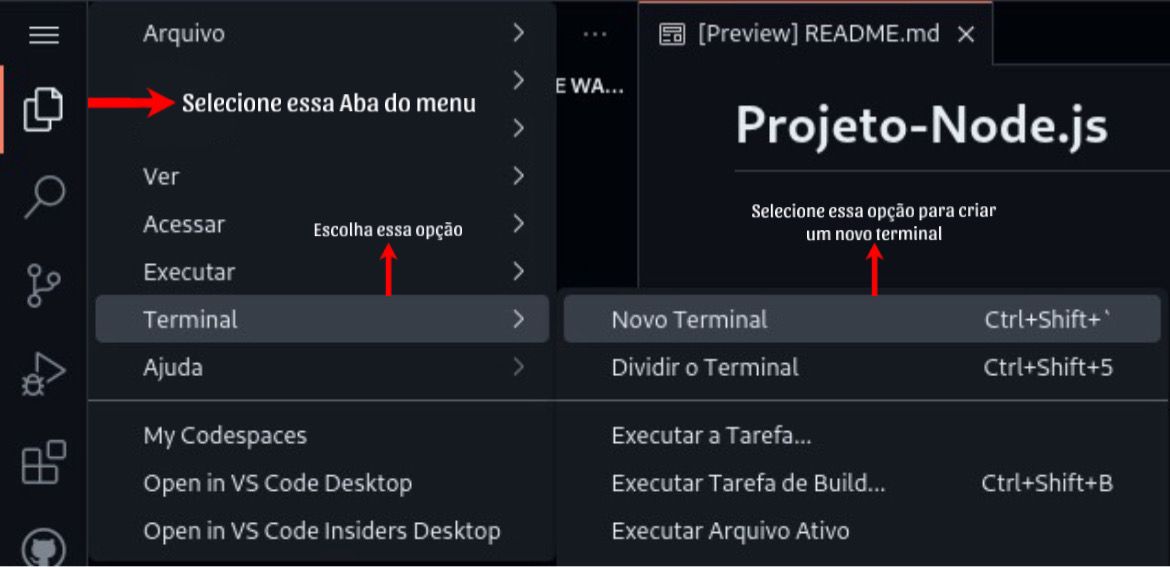 Arquivo
... [Preview] README.md
E WA...
Selecione essa Aba do menu
Projeto-Node.js
Ver
Acessar
Escolha essa opção
Selecione essa opção para criar
um novo terminal
Executar
Terminal
Novo Terminal Ctrl+Shift+`
Ajuda
Dividir o Terminal Ctrl+Shift+5
My Codespaces
Executar a Tarefa...
Open in VS Code Desktop
Executar Tarefa de Build... Ctrl+Shift+B
Open in VS Code Insiders Desktop
Executar Arquivo Ativo